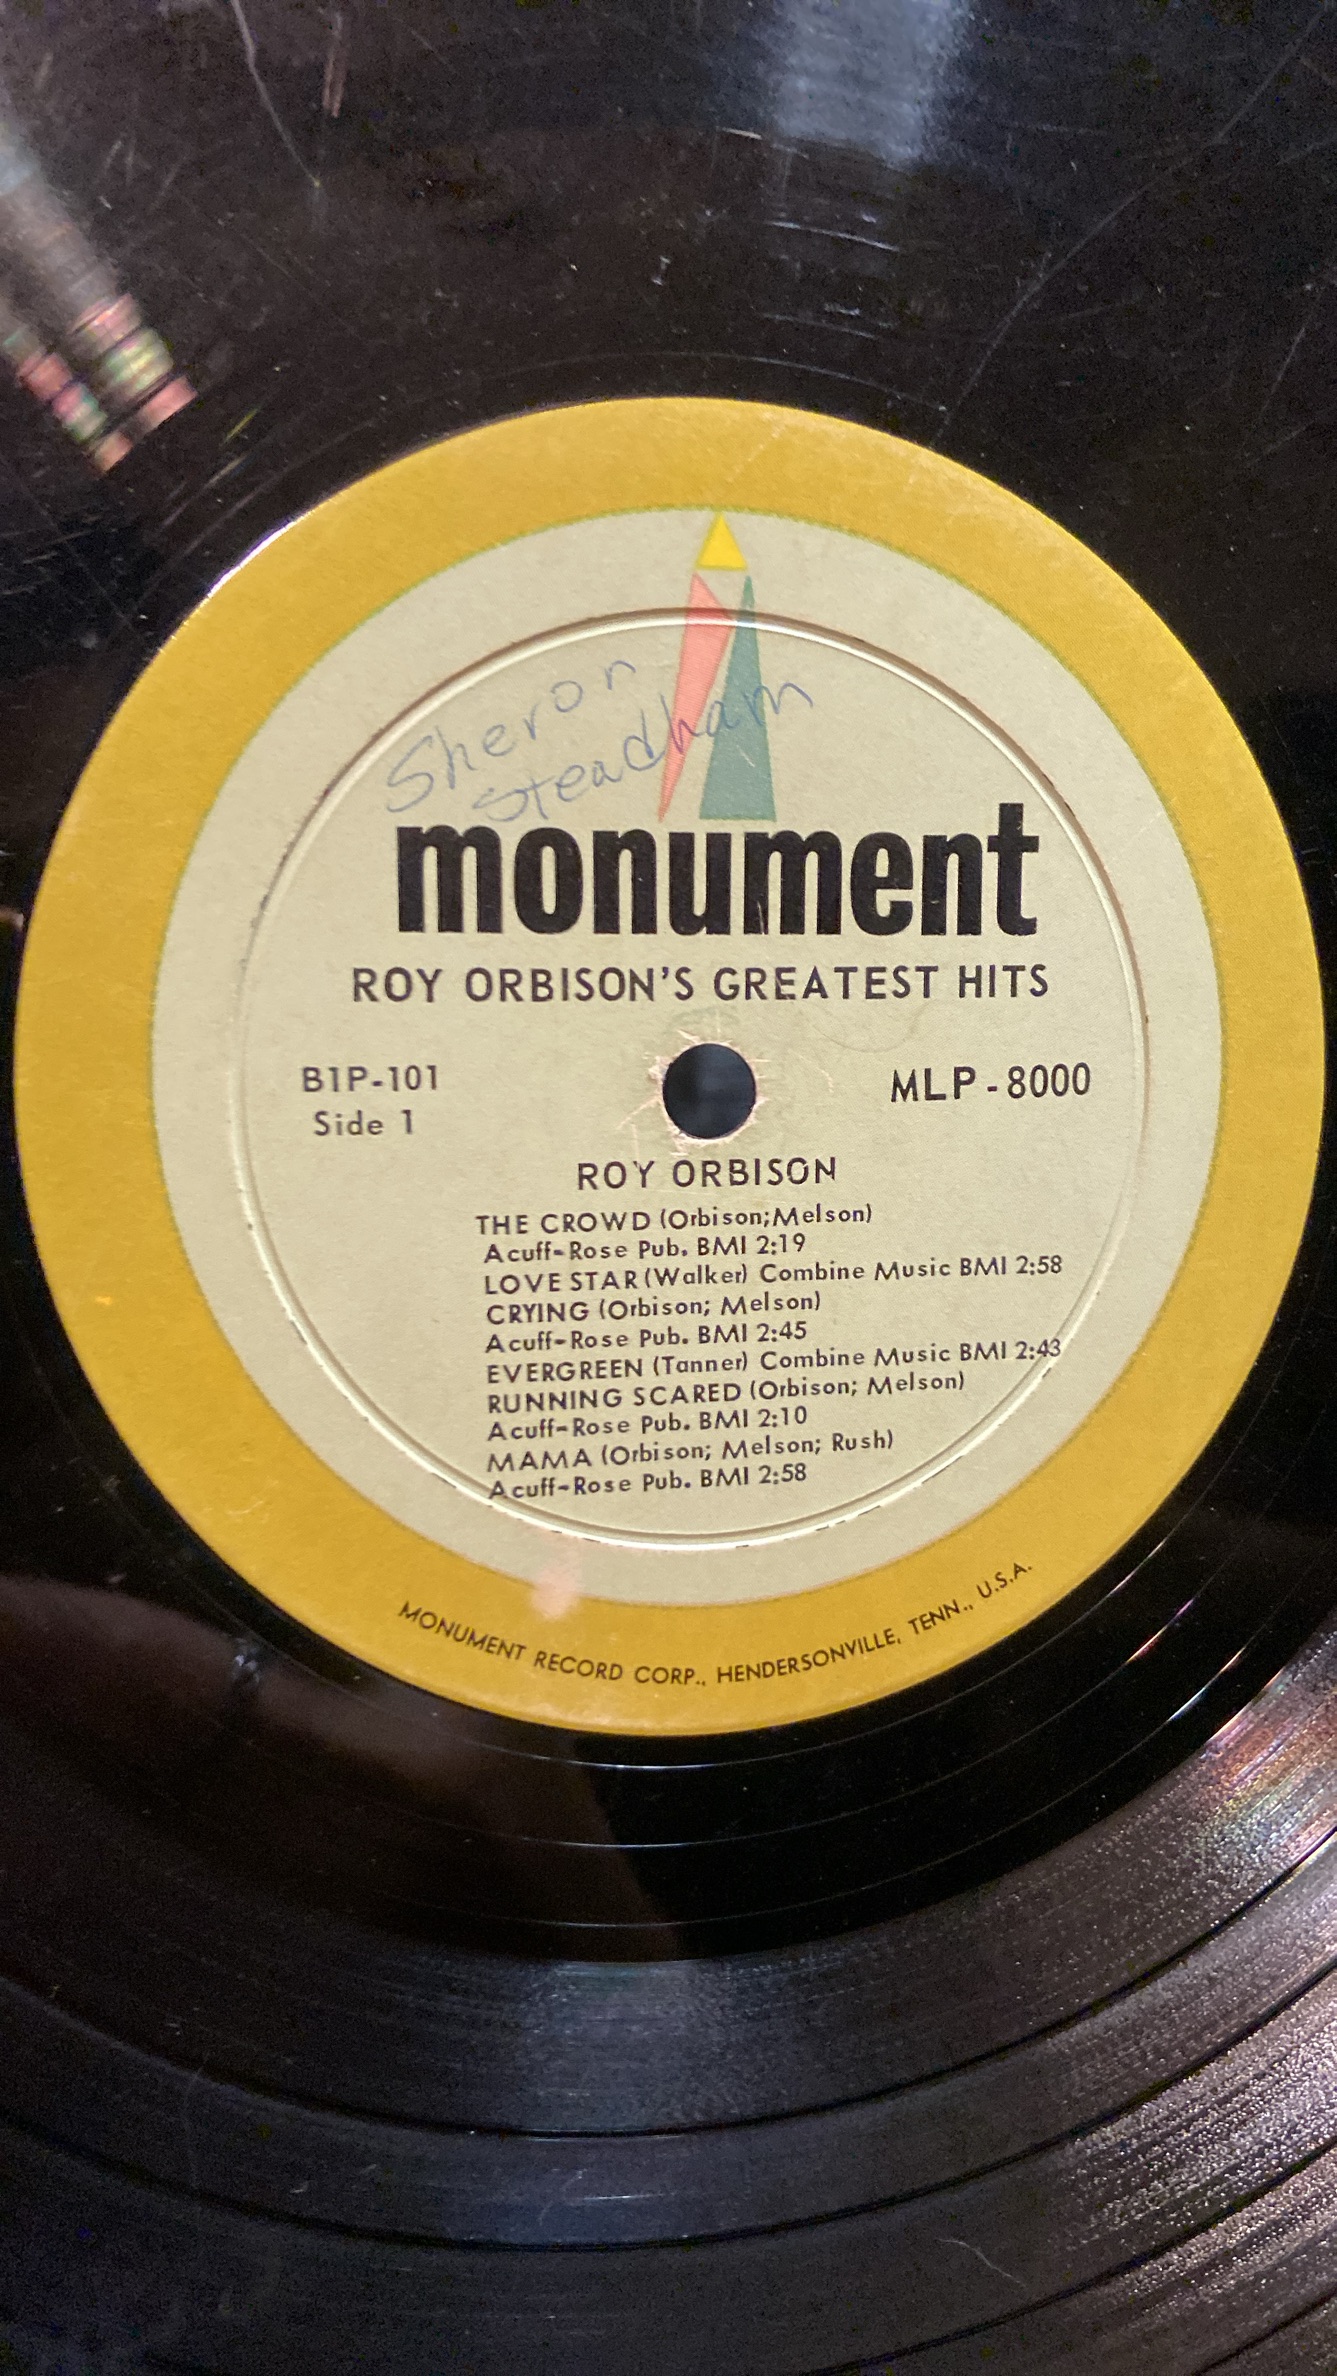 Sheron
Steadham
monument
ROY ORBISON'S GREATEST HITS
B1P-101
Side 1
MLP-8000
ROY ORBISON
THE CROWD (Orbison;Melson)
Acuff-Rose Pub. BMI 2:19
LOVE STAR (Walker) Combine Music BMI 2:58
CRYING (Orbison; Melson)
Acuff-Rose Pub. BMI 2:45
EVERGREEN (Tanner) Combine Music BMI 2:43
RUNNING SCARED (Orbison; Melson)
Acuff-Rose Pub. BMI 2:10
MAMA (Orbison; Melson; Rush)
Acuff-Rose Pub. BMI 2:58
MONUMENT RECORD CORP., HENDERSONVILLE, TENN., U.S.A.